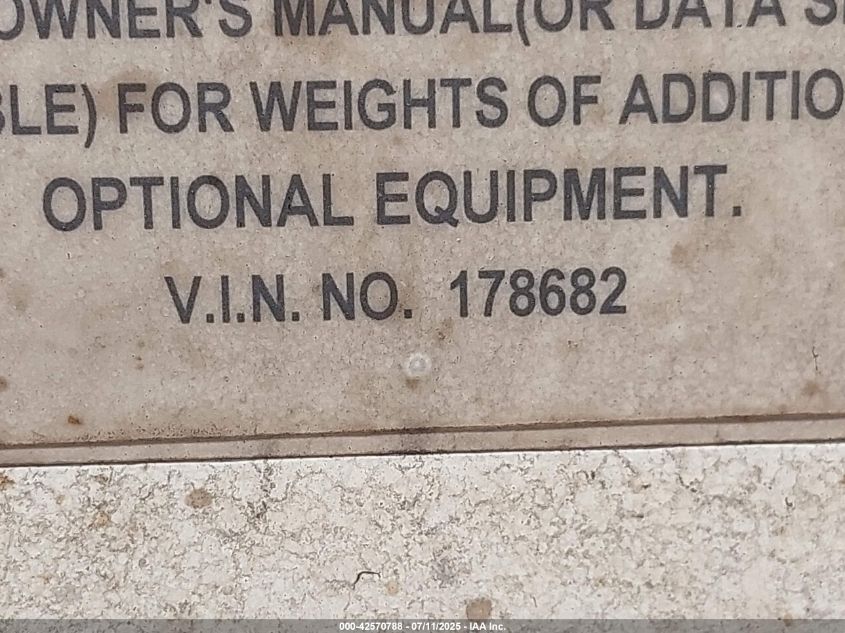 OWNER'S MANUAL(OR DATA
BLE) FOR WEIGHTS OF ADDITIO
OPTIONAL EQUIPMENT.
V.I.N. NO. 178682
000-42570788 - 07/11/2025 - IAA Inc.